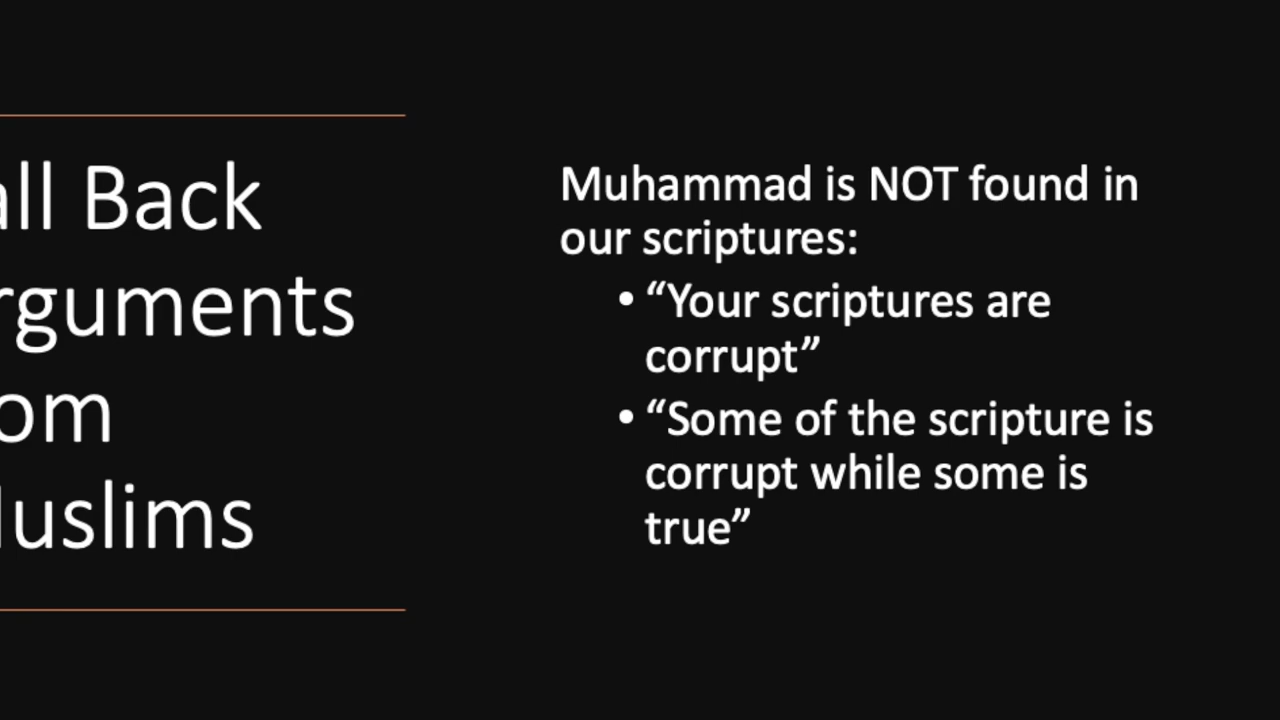 all Back
rguments
om
Muslims
Muhammad is NOT found in
our scriptures:
• “Your scriptures are
corrupt”
• “Some of the scripture is
corrupt while some is
true”